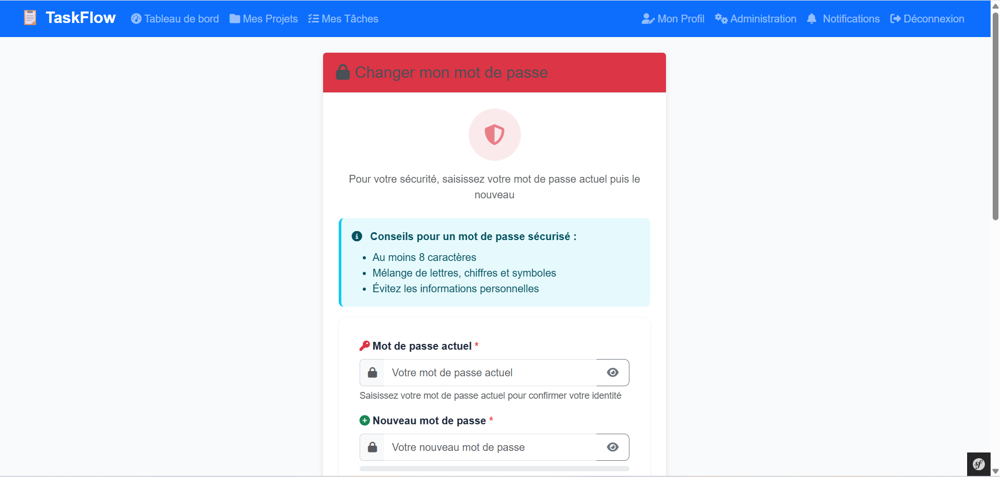 TaskFlow Tableau de bord Mes Projets Mes Tâches Mon Profil Administration Notifications Déconnexion
Changer mon mot de passe
Pour votre sécurité, saisissez votre mot de passe actuel puis le
nouveau
Conseils pour un mot de passe sécurisé :
• Au moins 8 caractères
• Mélange de lettres, chiffres et symboles
• Évitez les informations personnelles
Mot de passe actuel *
Votre mot de passe actuel
Saisissez votre mot de passe actuel pour confirmer votre identité
Nouveau mot de passe *
Votre nouveau mot de passe
sf